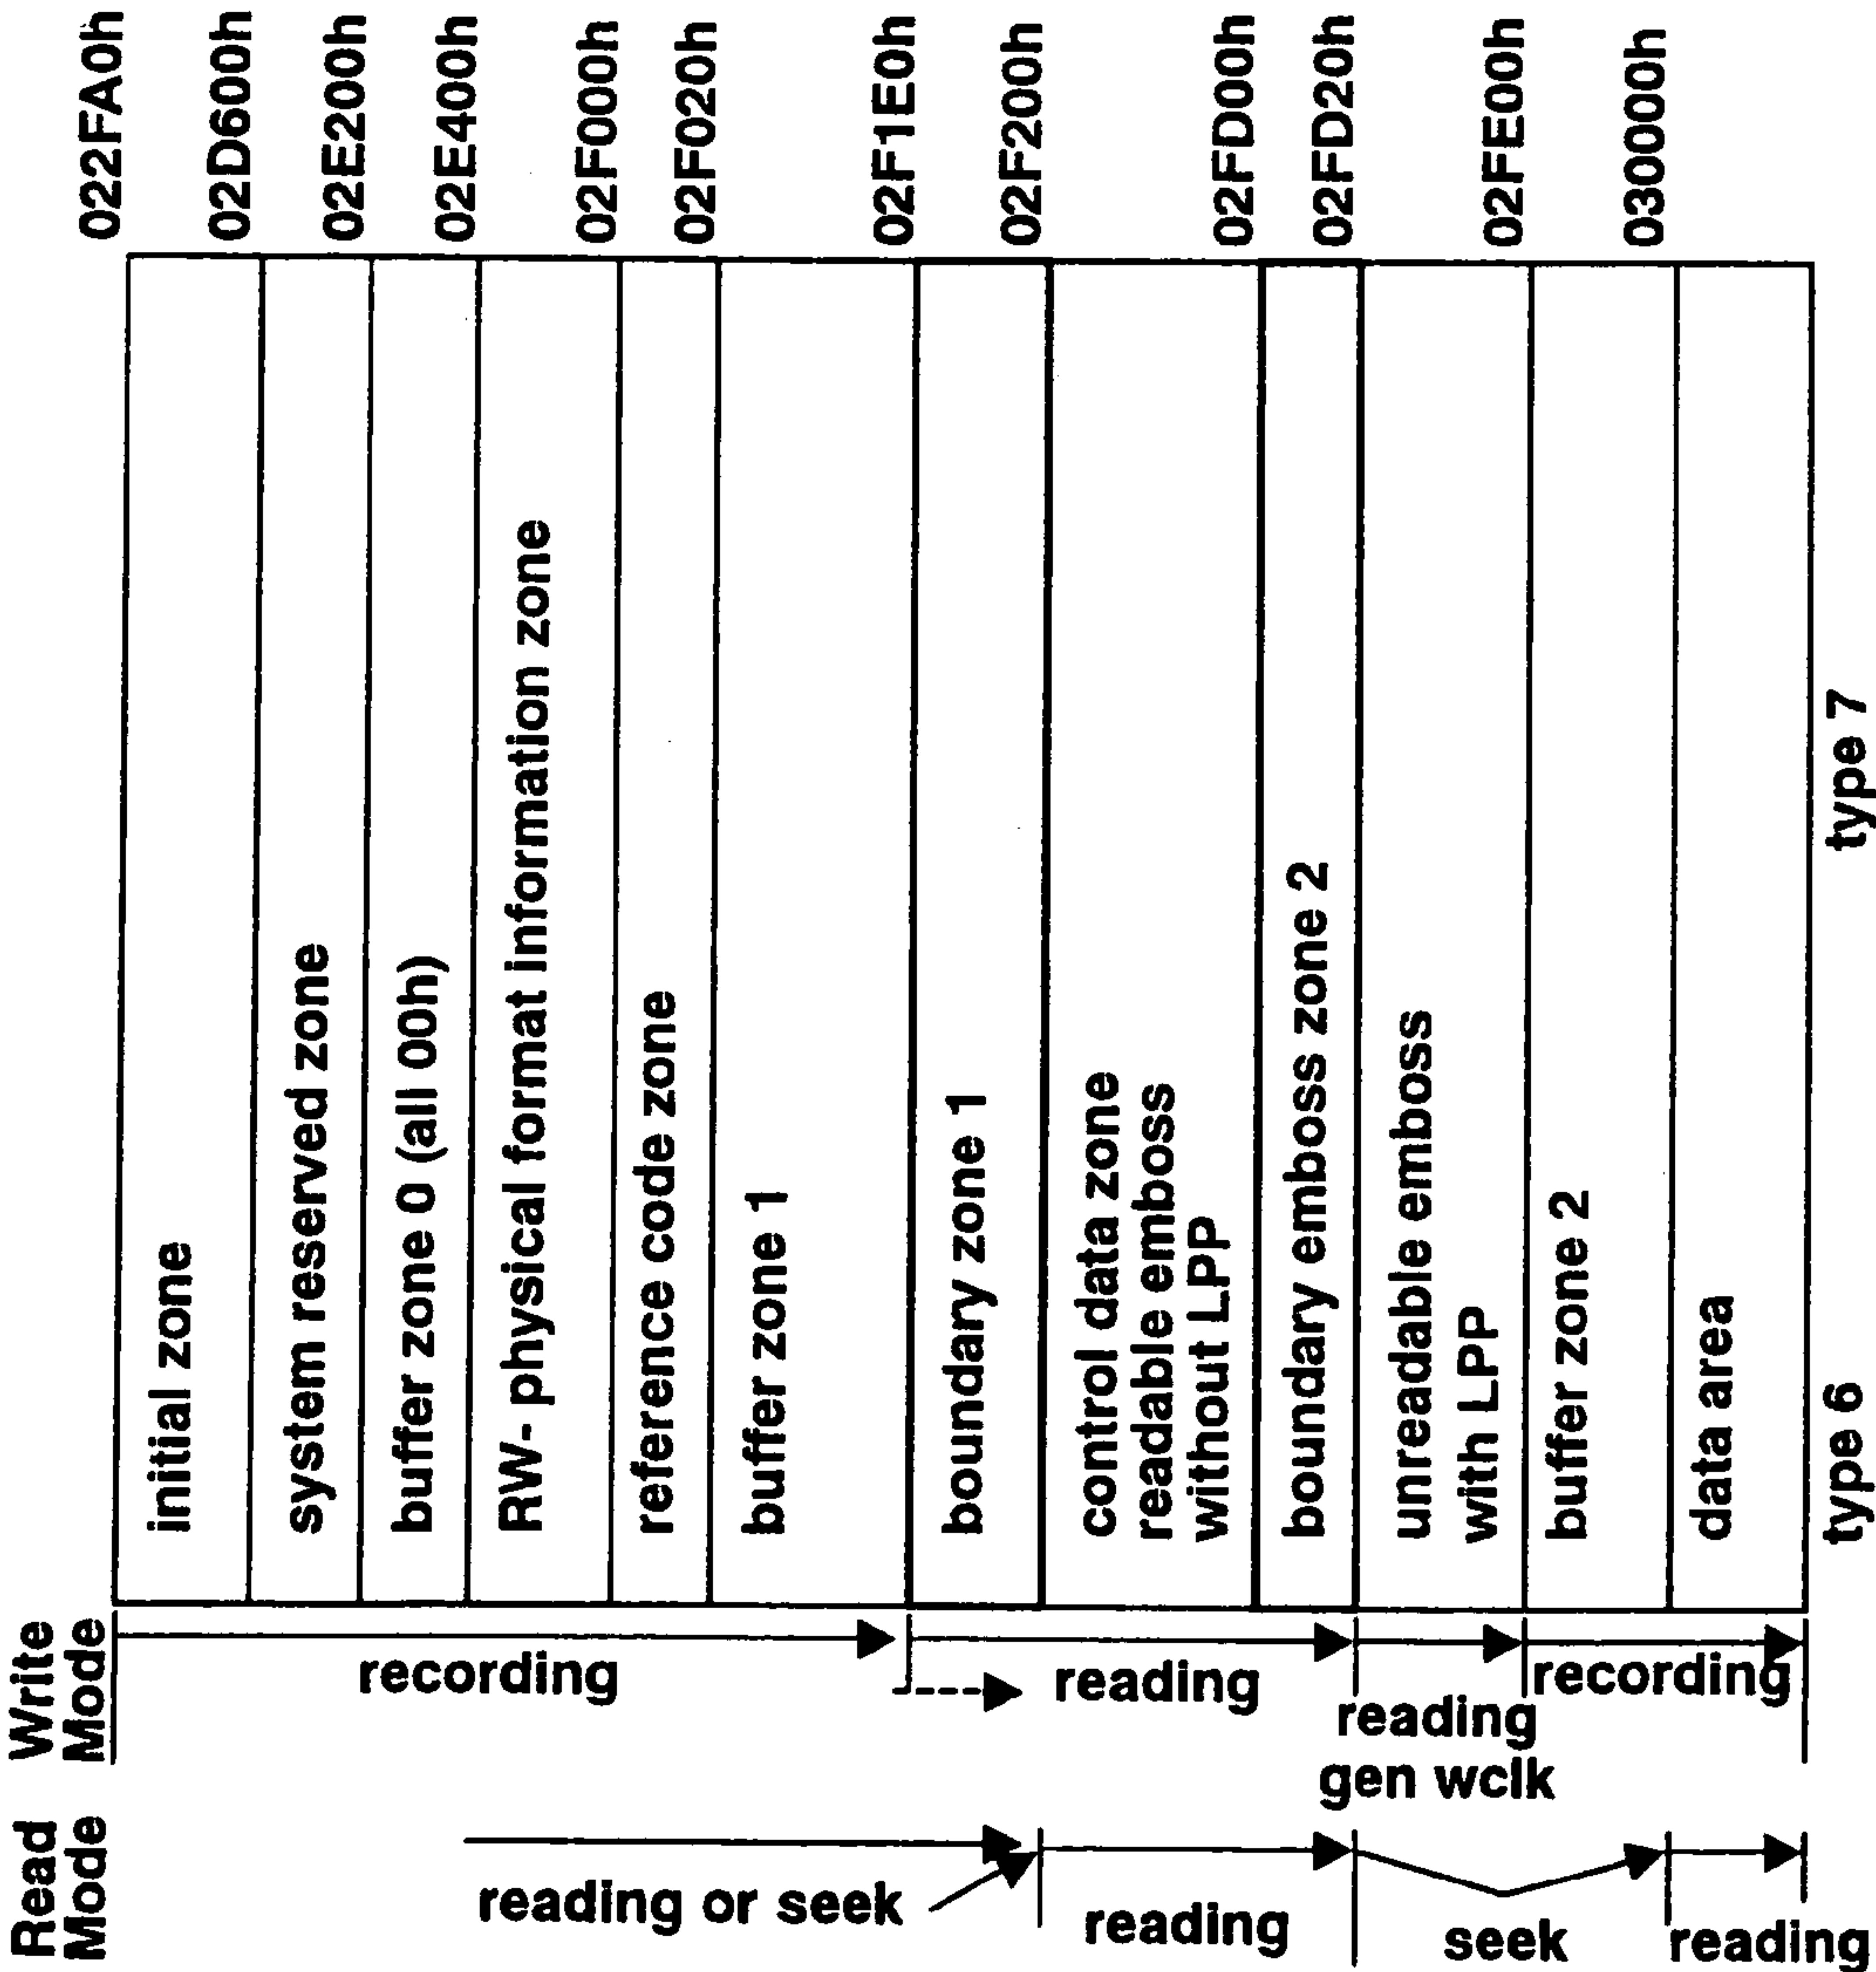 022FA0h
02D600h
02E200h
02E400h
02F000h
02F020h
02F1E0h
02F200h
02FD00h
02FD20h
02FE00h
030000h
initial zone
system reserved zone
buffer zone 0 (all 00h)
RW- physical format information zone
reference code zone
buffer zone 1
boundary zone 1
control data zone
readable emboss
without LPP
boundary emboss zone 2
unreadable emboss
with LPP
buffer zone 2
data area
type 6
type 7
Write
Mode
recording
reading
reading
gen wclk
recording
Read
Mode
reading or seek
reading
seek
reading